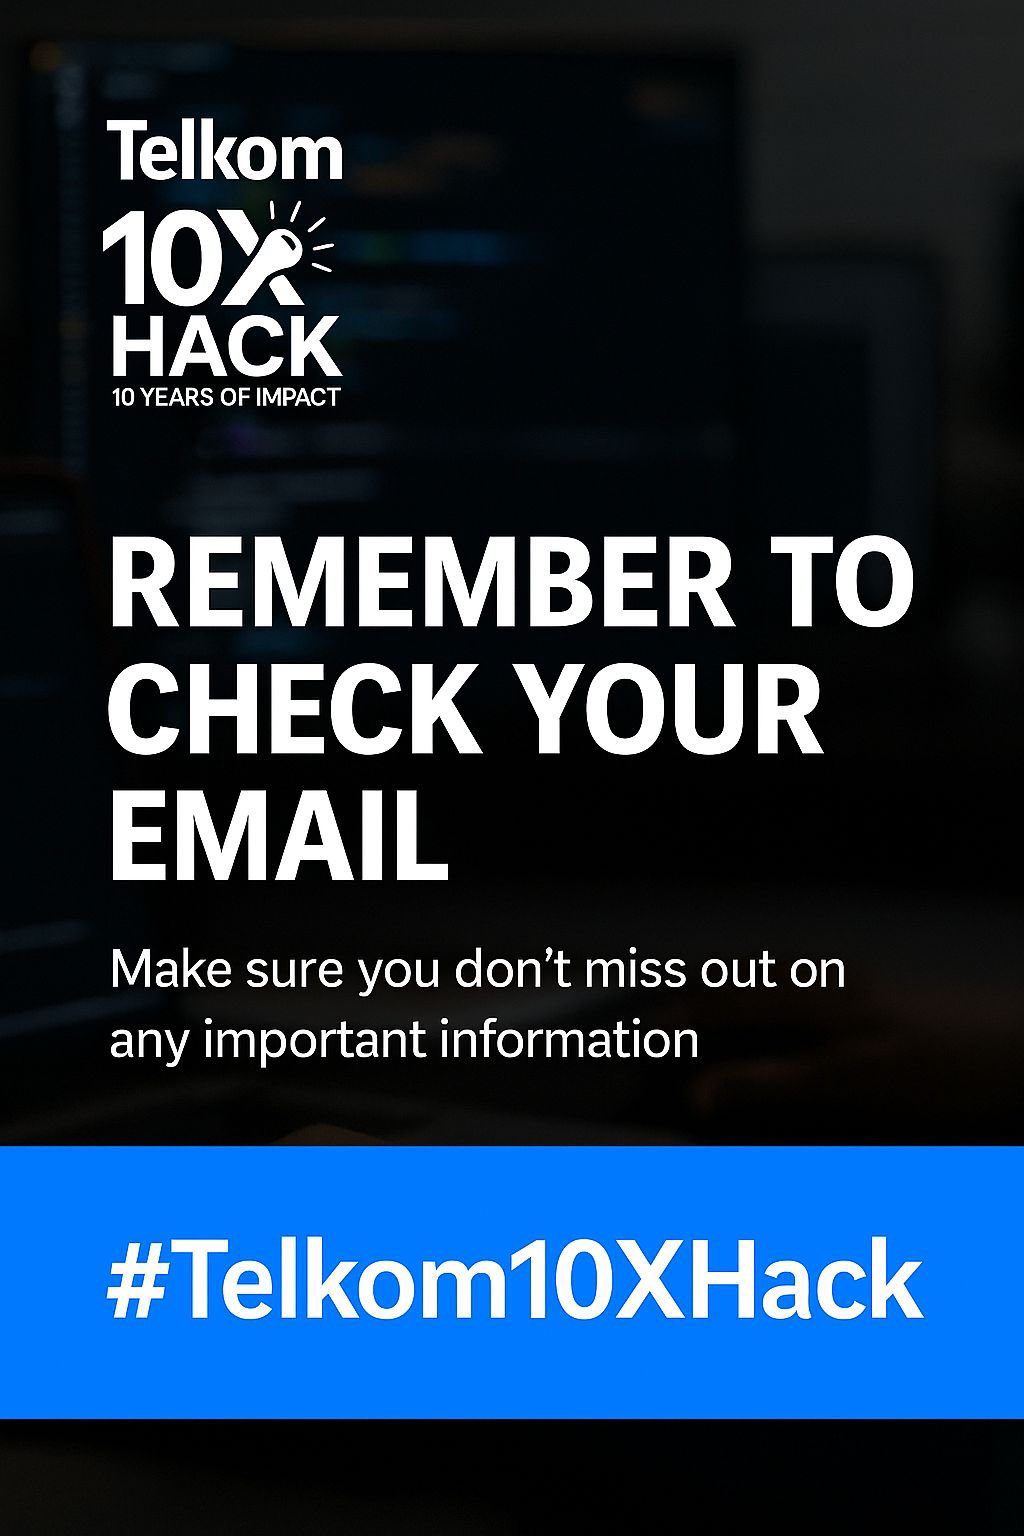 Telkom
10X
HACK
10 YEARS OF IMPACT
REMEMBER TO
CHECK YOUR
EMAIL
Make sure you don’t miss out on
any important information
#Telkom10XHack